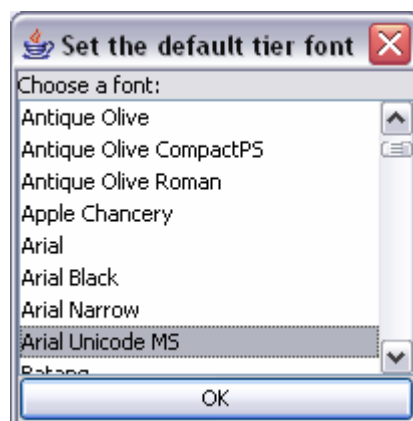 Set the default tier font
Choose a font:
Antique Olive
Antique Olive CompactPS
Antique Olive Roman
Apple Chancery
Arial
Arial Black
Arial Narrow
Arial Unicode MS
Batang
OK